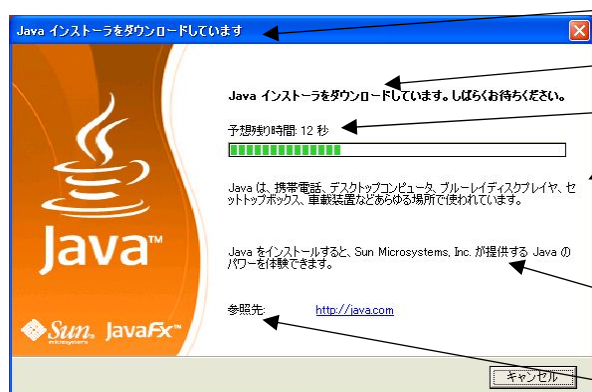 Java インストーラをダウンロードしています
Java インストーラをダウンロードしています。しばらくお待ちください。
予想残り時間: 12 秒
Java は、携帯電話、デスクトップコンピュータ、ブルーレイディスクプレイヤ、セ
ットトップボックス、車載装置などあらゆる場所で使われています。
Java をインストールすると、Sun Microsystems, Inc. が提供する Java の
パワーを体験できます。
参照先: http://java.com
Java™
Sun microsystems JavaFX™
キャンセル